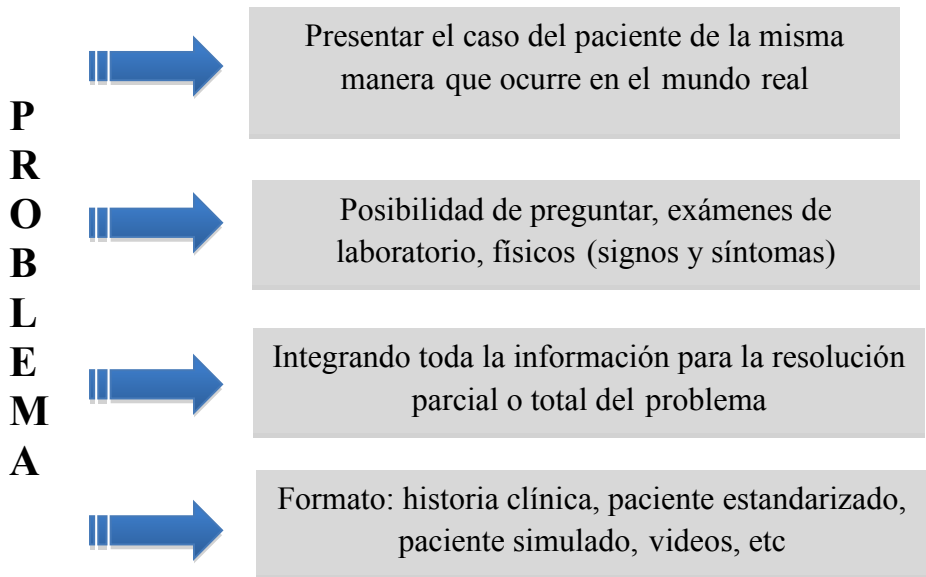 P
R
O
B
L
E
M
A
Presentar el caso del paciente de la misma
manera que ocurre en el mundo real
Posibilidad de preguntar, exámenes de
laboratorio, físicos (signos y síntomas)
Integrando toda la información para la resolución
parcial o total del problema
Formato: historia clínica, paciente estandarizado,
paciente simulado, videos, etc